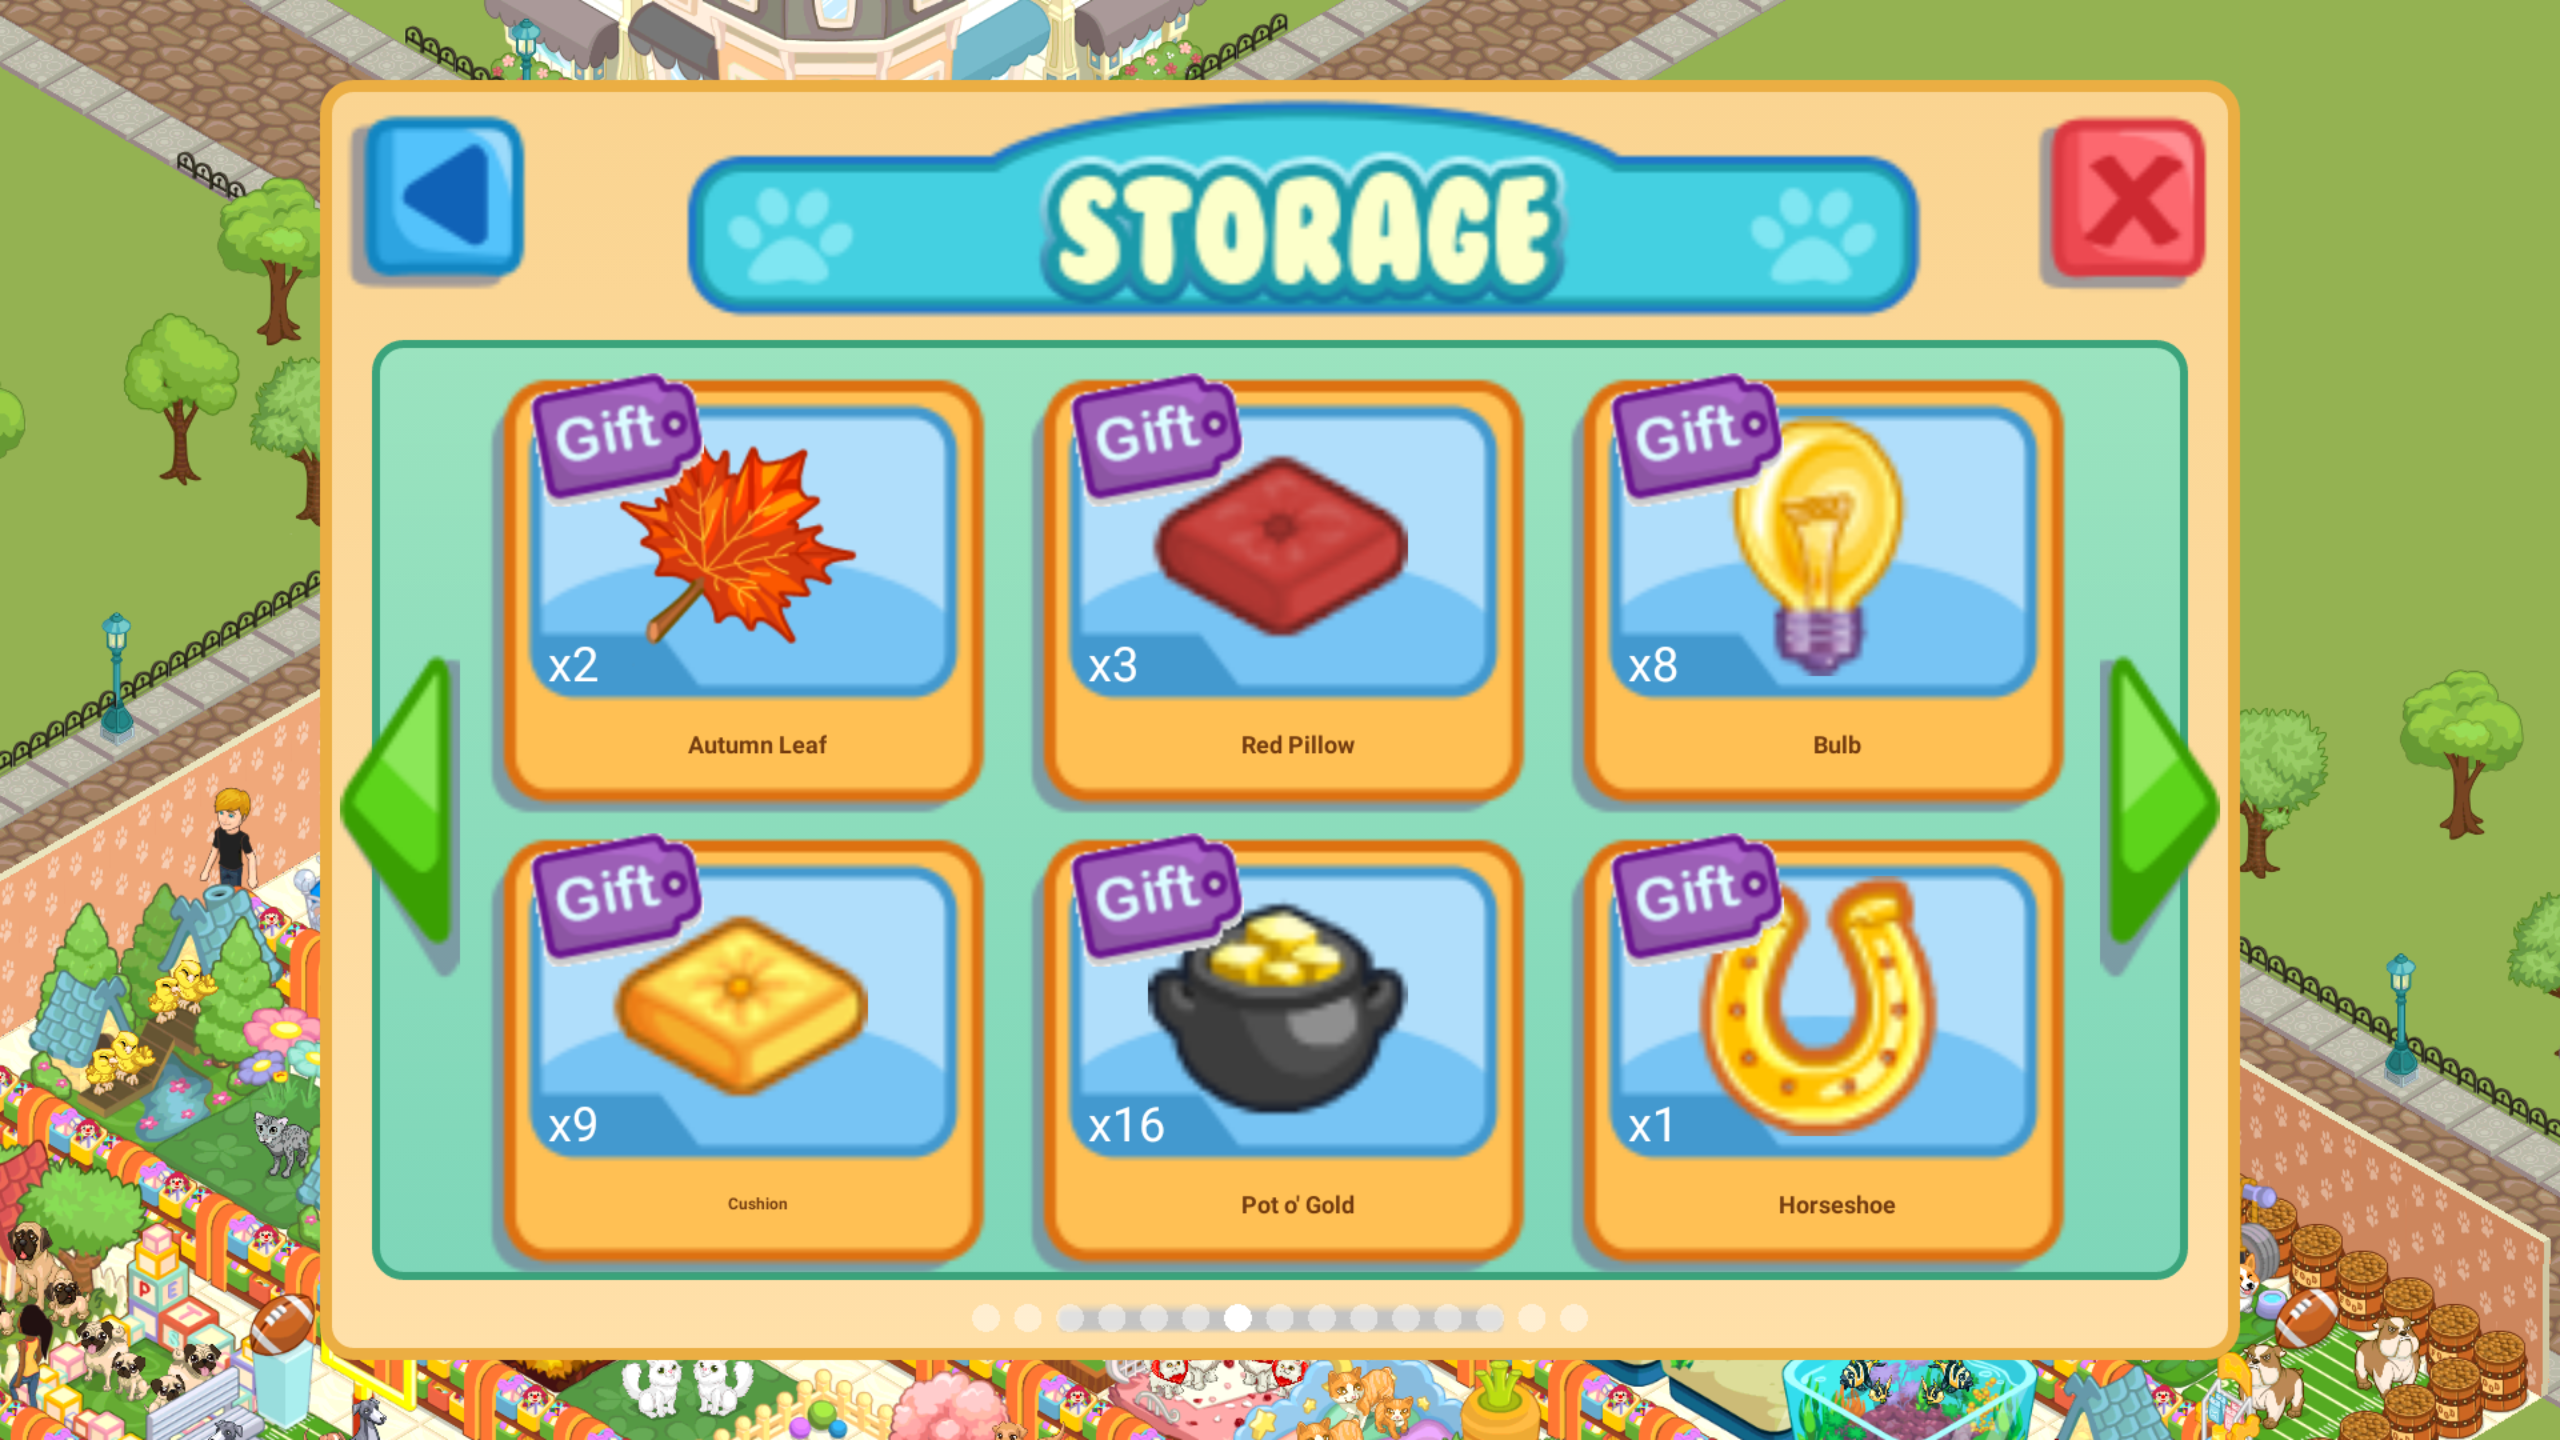 STORAGE
Gift
x2
Autumn Leaf
Gift
x3
Red Pillow
Gift
x8
Bulb
Gift
x9
Cushion
Gift
x16
Pot o' Gold
Gift
x1
Horseshoe
P E T
T
S